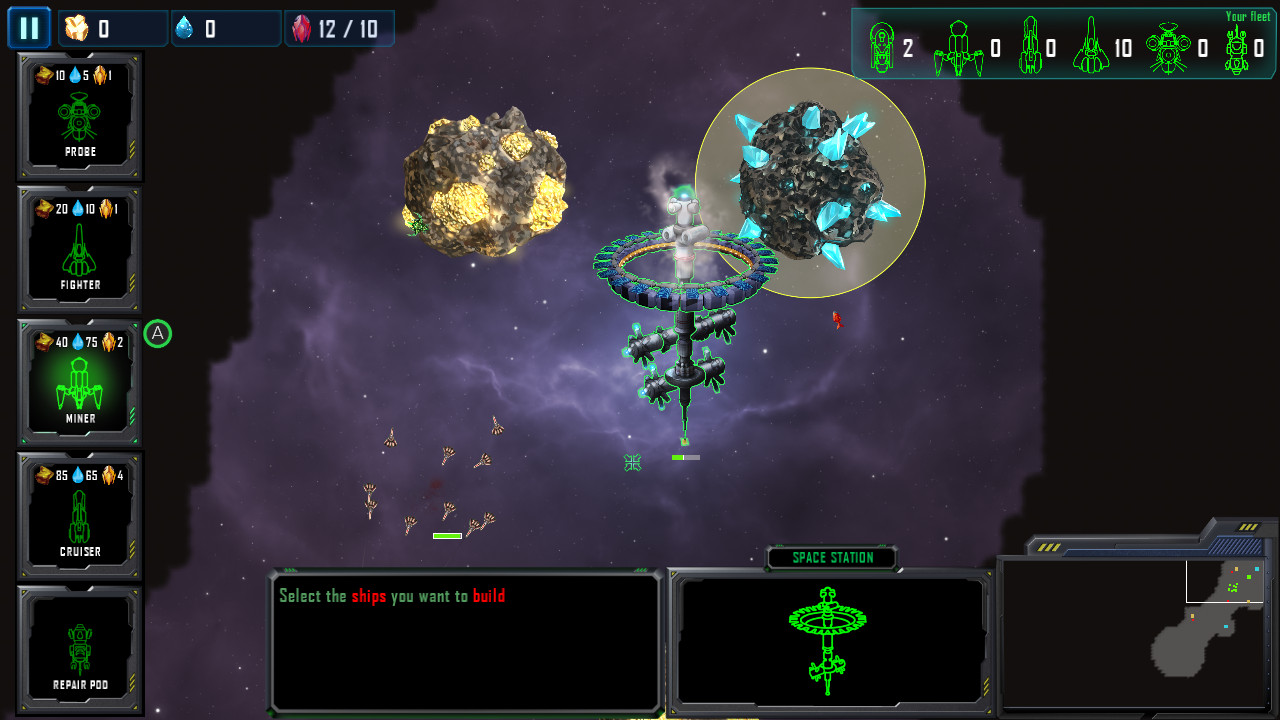 0
0
12 / 10
Your fleet
2
0
0
10
0
0
10 5 1
PROBE
20 10 1
FIGHTER
40 75 2
MINER
A
85 65 4
CRUISER
REPAIR POD
SPACE STATION
Select the ships you want to build